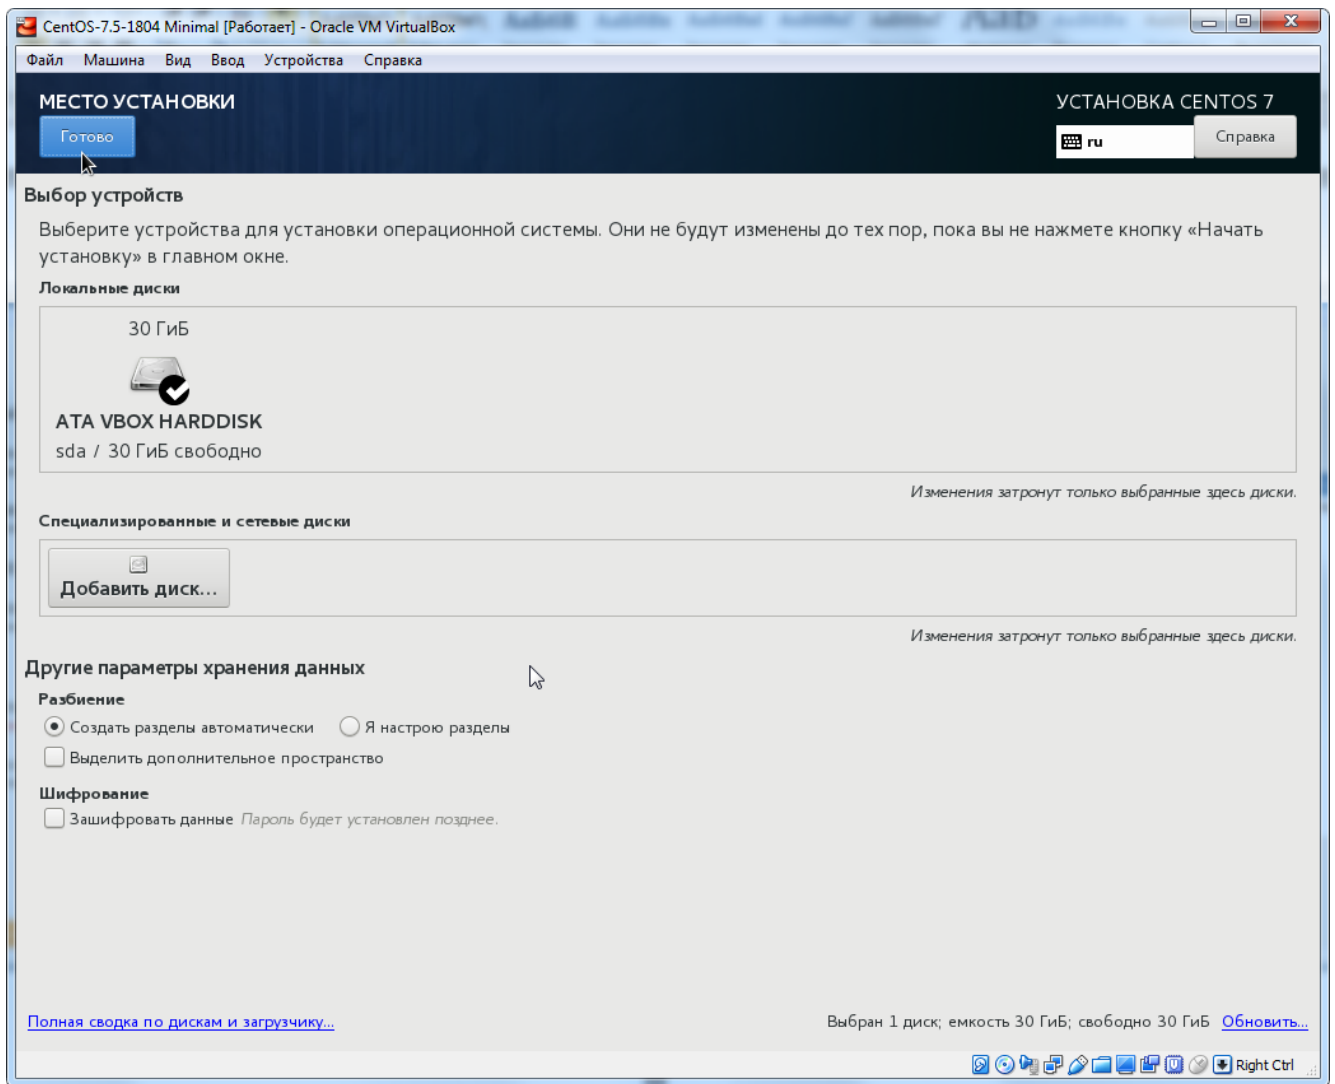 CentOS-7.5-1804 Minimal [Работает] - Oracle VM VirtualBox
Файл Машина Вид Ввод Устройства Справка
МЕСТО УСТАНОВКИ
УСТАНОВКА CENTOS 7
Готово
ru
Справка
Выбор устройств
Выберите устройства для установки операционной системы. Они не будут изменены до тех пор, пока вы не нажмете кнопку «Начать
установку» в главном окне.
Локальные диски
30 ГиБ
ATA VBOX HARDDISK
sda / 30 ГиБ свободно
Изменения затронут только выбранные здесь диски.
Специализированные и сетевые диски
Добавить диск...
Изменения затронут только выбранные здесь диски.
Другие параметры хранения данных
Разбиение
Создать разделы автоматически Я настрою разделы
Выделить дополнительное пространство
Шифрование
Зашифровать данные Пароль будет установлен позднее.
Полная сводка по дискам и загрузчику...
Выбран 1 диск; емкость 30 ГиБ; свободно 30 ГиБ Обновить...
Right Ctrl